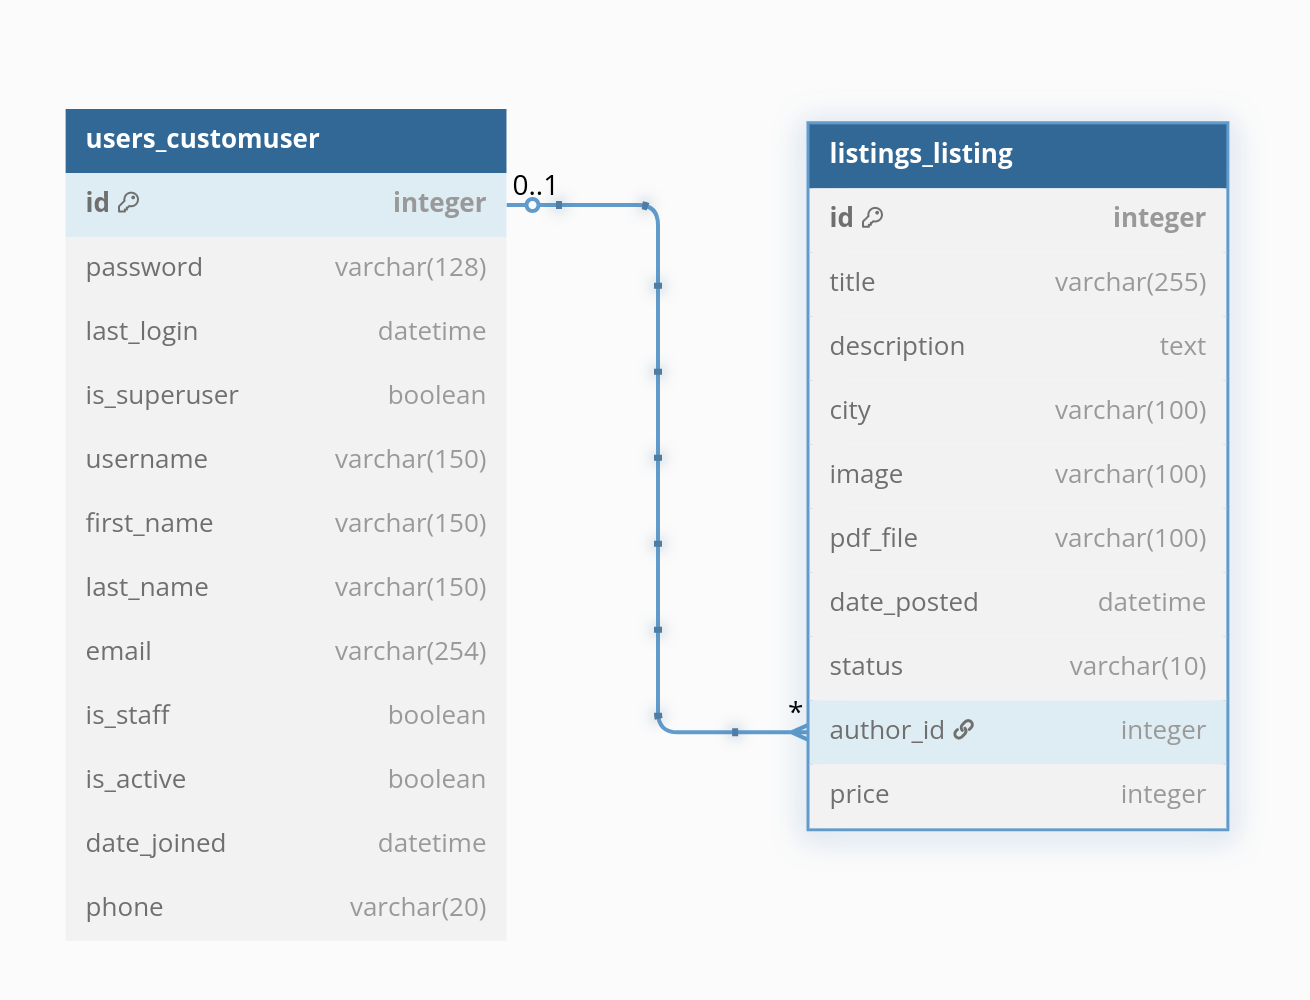 users_customuser
id integer
password varchar(128)
last_login datetime
is_superuser boolean
username varchar(150)
first_name varchar(150)
last_name varchar(150)
email varchar(254)
is_staff boolean
is_active boolean
date_joined datetime
phone varchar(20)
0..1
*
listings_listing
id integer
title varchar(255)
description text
city varchar(100)
image varchar(100)
pdf_file varchar(100)
date_posted datetime
status varchar(10)
author_id integer
price integer